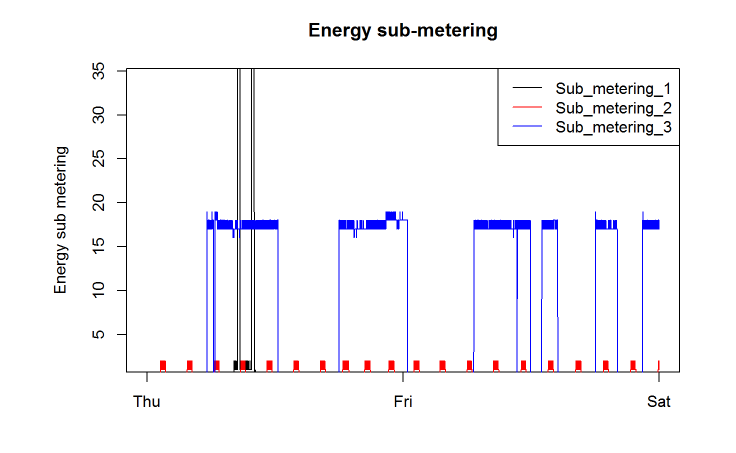 Energy sub-metering
Sub_metering_1
Sub_metering_2
Sub_metering_3
Energy sub metering
35
30
25
20
15
10
5
Thu Fri Sat